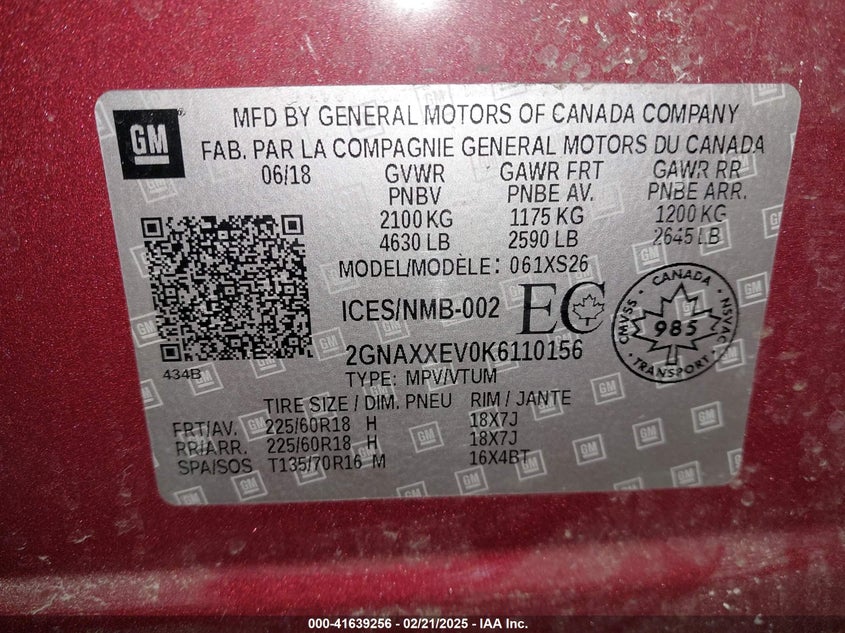 GM
MFD BY GENERAL MOTORS OF CANADA COMPANY
FAB. PAR LA COMPAGNIE GENERAL MOTORS DU CANADA
06/18 GVWR GAWR FRT GAWR RR
PNBV PNBE AV. PNBE ARR.
2100 KG 1175 KG 1200 KG
4630 LB 2590 LB 2645 LB
MODEL/MODÈLE: 061XS26
ICES/NMB-002 EC
CANADA
CMVSS 985 NSVAC
TRANSPORT
2GNAXXEV0K6110156
434B TYPE: MPV/VTUM
TIRE SIZE / DIM. PNEU RIM / JANTE
FRT/AV. 225/60R18 H 18X7J
RR/ARR. 225/60R18 H 18X7J
SPA/SOS T135/70R16 M 16X4BT
000-41639256 - 02/21/2025 - IAA Inc.